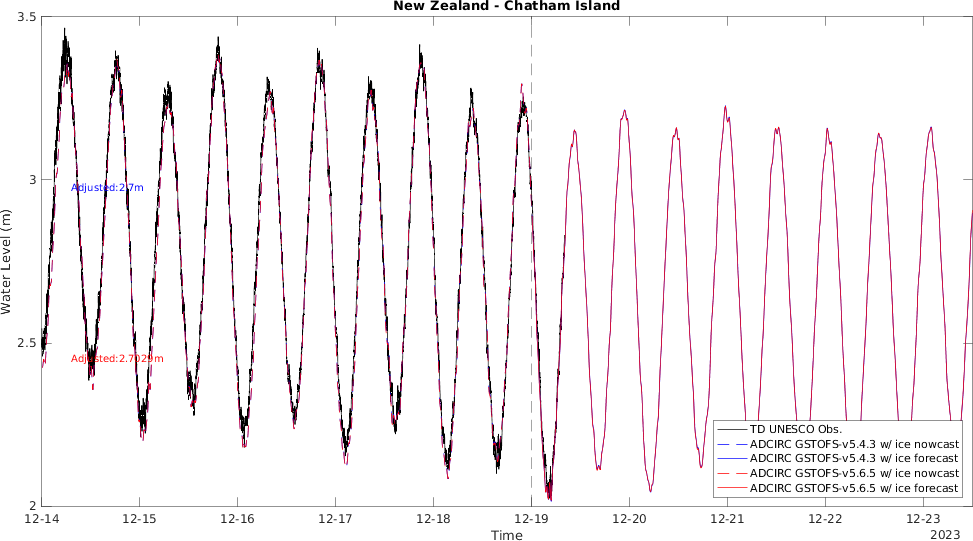 New Zealand - Chatham Island
3.5
3
2.5
2
Water Level (m)
Adjusted:2.7m
Adjusted:2.7029m
TD UNESCO Obs.
ADCIRC GSTOFS-v5.4.3 w/ ice nowcast
ADCIRC GSTOFS-v5.4.3 w/ ice forecast
ADCIRC GSTOFS-v5.6.5 w/ ice nowcast
ADCIRC GSTOFS-v5.6.5 w/ ice forecast
12-14 12-15 12-16 12-17 12-18 12-19 12-20 12-21 12-22 12-23
Time
2023